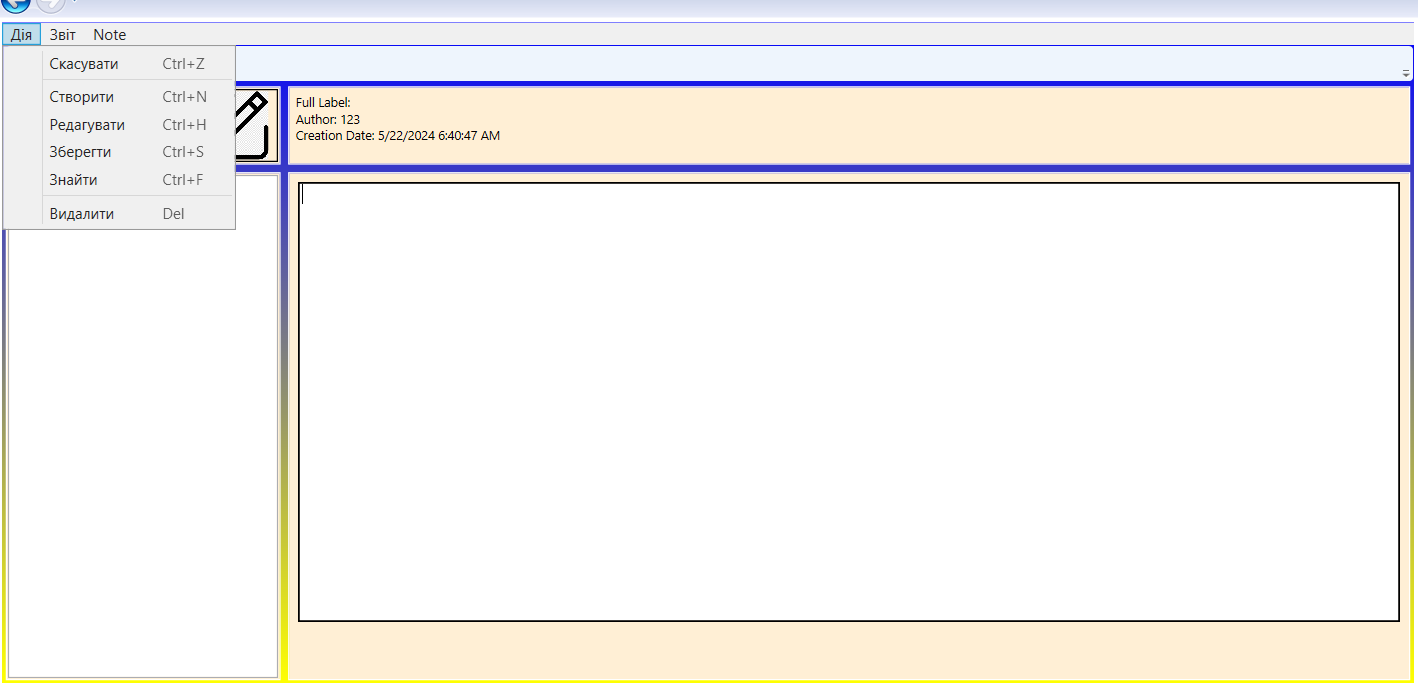 Дія Звіт Note
Скасувати Ctrl+Z
Створити Ctrl+N
Редагувати Ctrl+H
Зберегти Ctrl+S
Знайти Ctrl+F
Видалити Del
Full Label:
Author: 123
Creation Date: 5/22/2024 6:40:47 AM